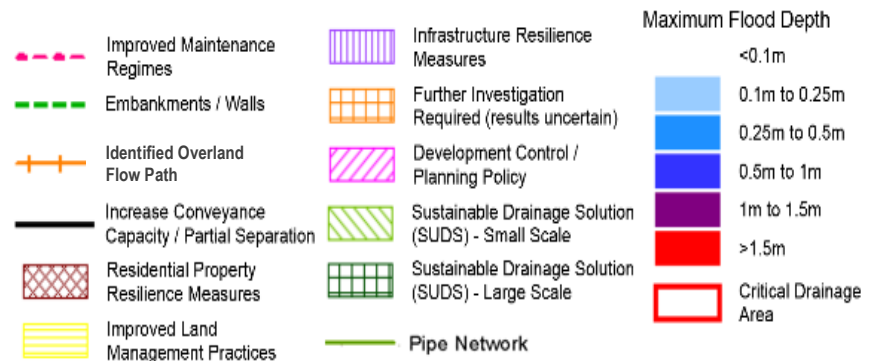 Improved Maintenance
Regimes
Embankments / Walls
Identified Overland
Flow Path
Increase Conveyance
Capacity / Partial Separation
Residential Property
Resilience Measures
Improved Land
Management Practices
Infrastructure Resilience
Measures
Further Investigation
Required (results uncertain)
Development Control /
Planning Policy
Sustainable Drainage Solution
(SUDS) - Small Scale
Sustainable Drainage Solution
(SUDS) - Large Scale
Pipe Network
Maximum Flood Depth
<0.1m
0.1m to 0.25m
0.25m to 0.5m
0.5m to 1m
1m to 1.5m
>1.5m
Critical Drainage
Area